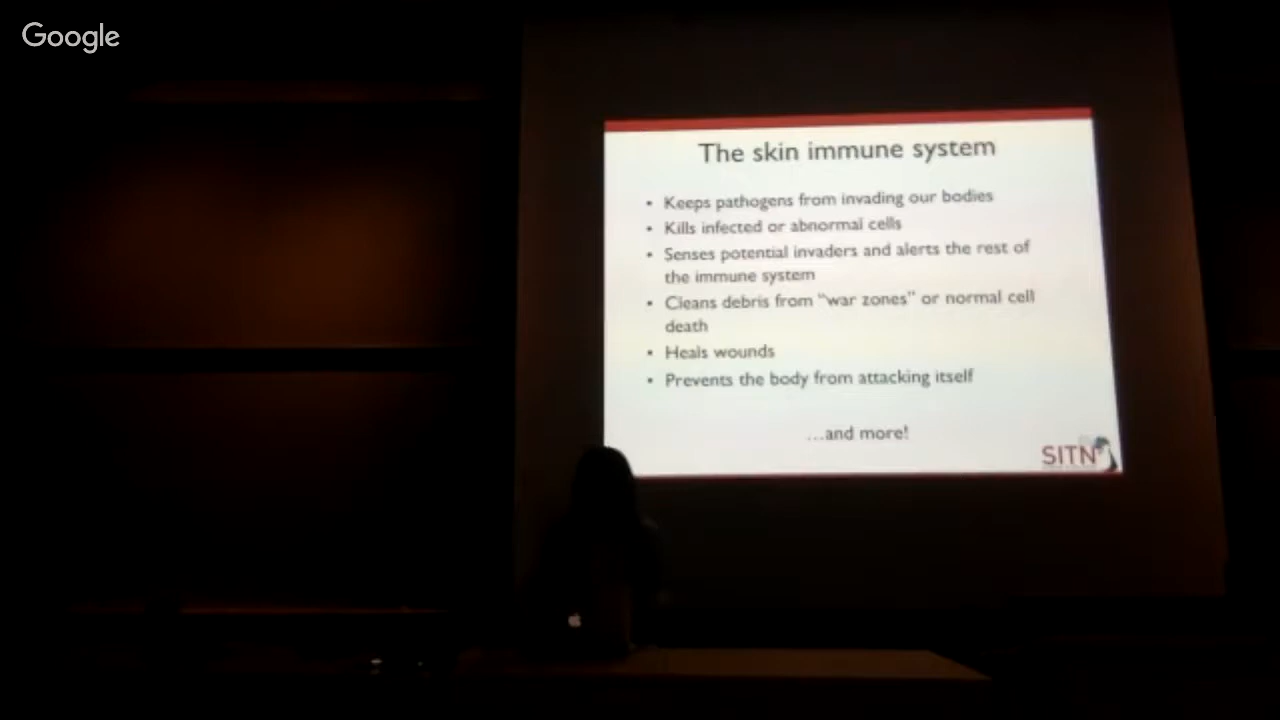 Google
The skin immune system
• Keeps pathogens from invading our bodies
• Kills infected or abnormal cells
• Senses potential invaders and alerts the rest of
the immune system
• Cleans debris from “war zones” or normal cell
death
• Heals wounds
• Prevents the body from attacking itself
...and more!
SITN